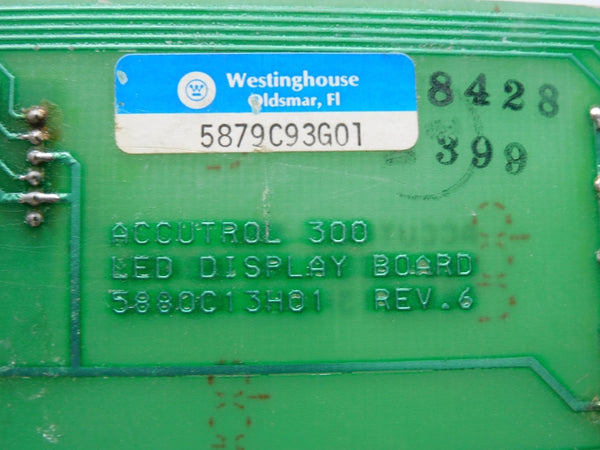 Westinghouse
Oldsmar, Fl
5879C93G01
8428
399
ACCUTROL 300
LED DISPLAY BOARD
5880C13H01 REV.6